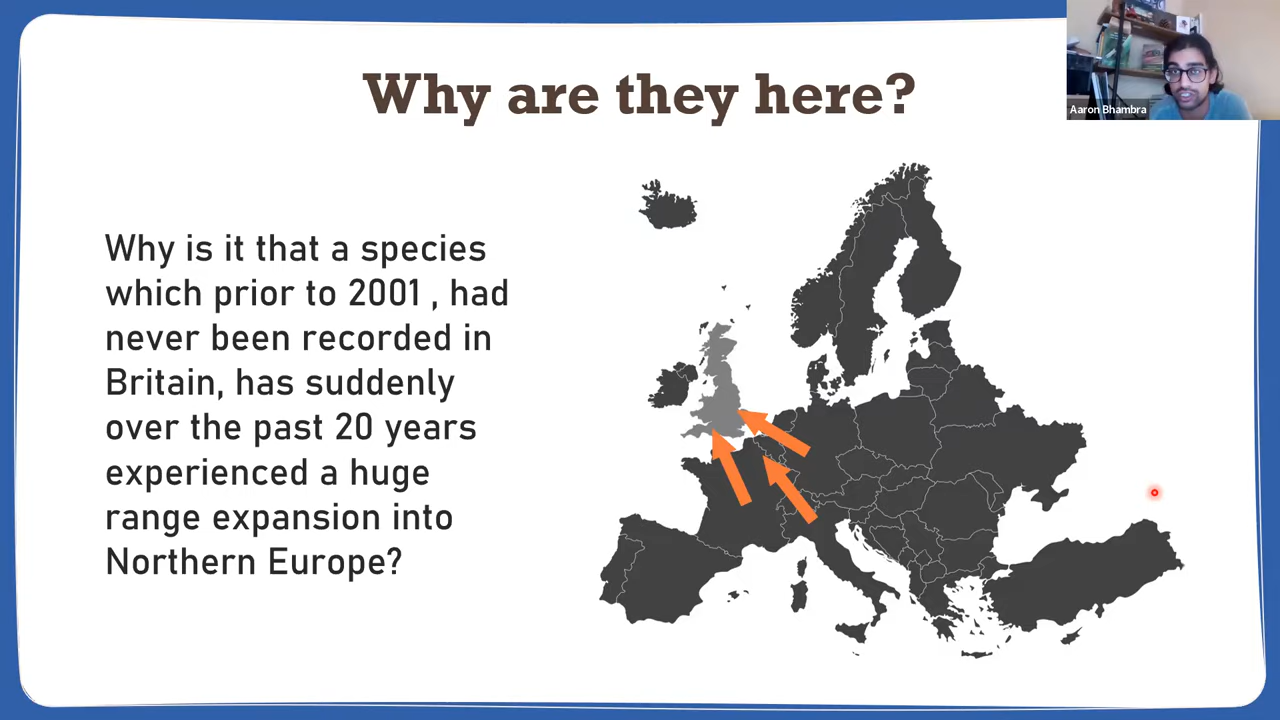 Why are they here?
Aaron Bhambra
Why is it that a species
which prior to 2001 , had
never been recorded in
Britain, has suddenly
over the past 20 years
experienced a huge
range expansion into
Northern Europe?